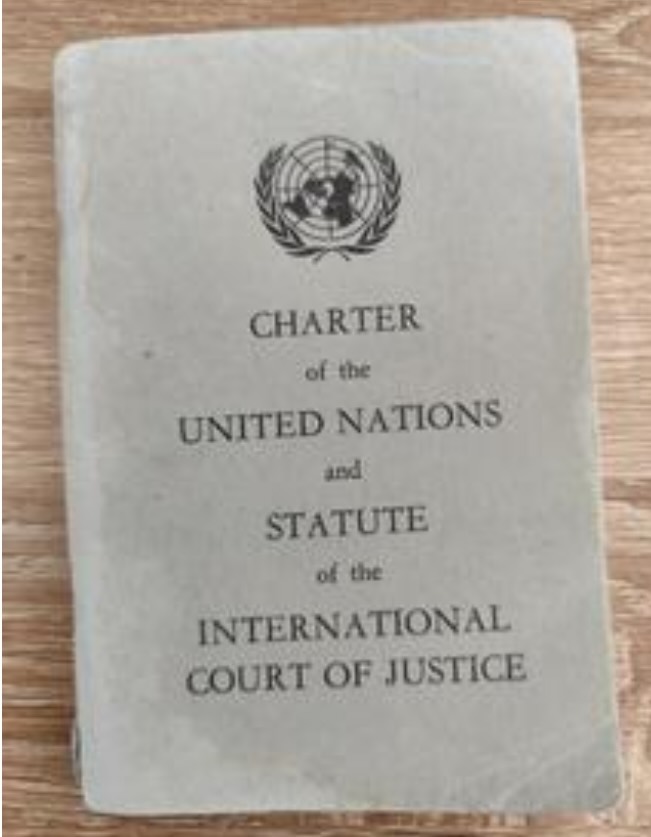 CHARTER
of the
UNITED NATIONS
and
STATUTE
of the
INTERNATIONAL
COURT OF JUSTICE